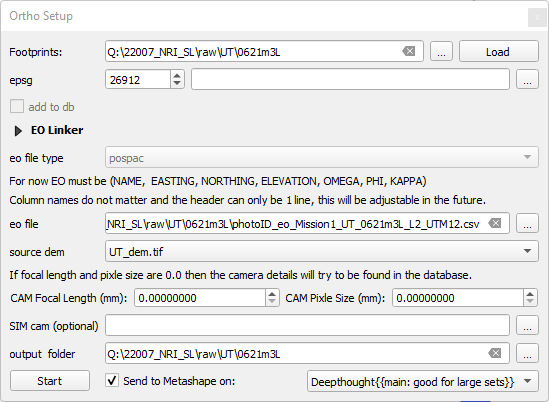 Ortho Setup
Footprints: Q:\22007_NRI_SL\raw\UT\0621m3L ... Load
epsg 26912 ...
add to db
EO Linker
eo file type pospac
For now EO must be (NAME, EASTING, NORTHING, ELEVATION, OMEGA, PHI, KAPPA)
Column names do not matter and the header can only be 1 line, this will be adjustable in the future.
eo file _NRI_SL\raw\UT\0621m3L\photoID_eo_Mission1_UT_0621m3L_L2_UTM12.csv ...
source dem UT_dem.tif
If focal length and pixle size are 0.0 then the camera details will try to be found in the database.
CAM Focal Length (mm): 0.00000000 CAM Pixle Size (mm): 0.00000000
SIM cam (optional) ...
output folder Q:\22007_NRI_SL\raw\UT\0621m3L ...
Start Send to Metashape on: Deepthought{{main: good for large sets}}